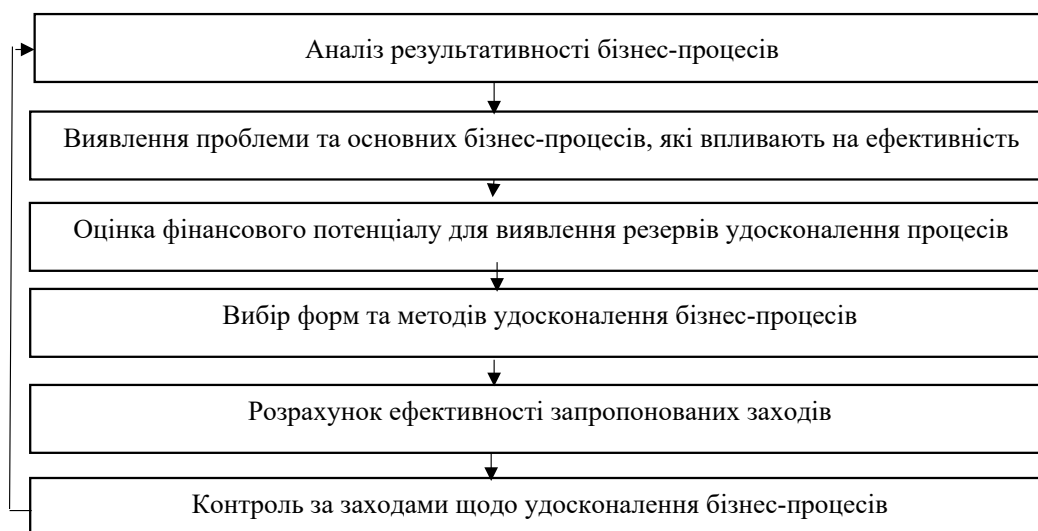 Аналіз результативності бізнес-процесів
Виявлення проблеми та основних бізнес-процесів, які впливають на ефективність
Оцінка фінансового потенціалу для виявлення резервів удосконалення процесів
Вибір форм та методів удосконалення бізнес-процесів
Розрахунок ефективності запропонованих заходів
Контроль за заходами щодо удосконалення бізнес-процесів